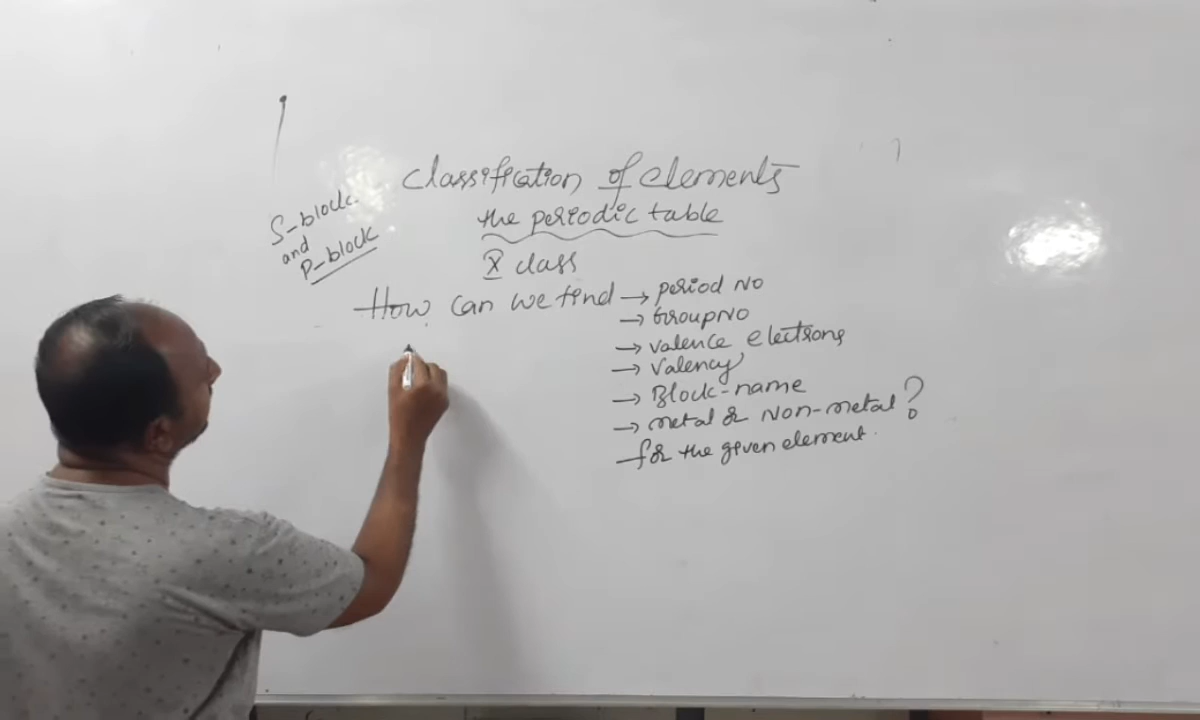 Classification of elements
the periodic table
X class
S-block
and
P-block
How can we find → period No
→ Group No
→ valence electrons
→ Valency
→ Block-name
→ metal or Non-metal ?
for the given element.